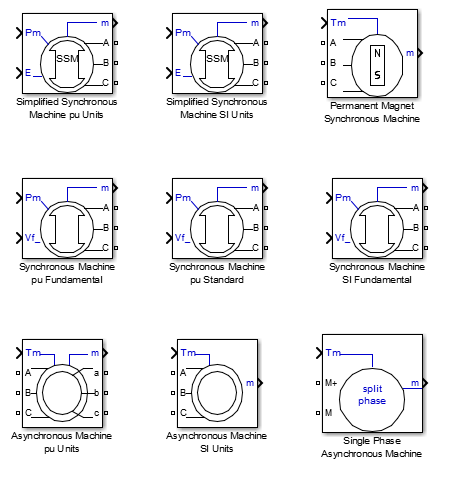 m
Pm
A
SSM
B
E
C
Simplified Synchronous
Machine pu Units
m
Pm
A
SSM
B
E
C
Simplified Synchronous
Machine SI Units
Tm
A
N
m
B
S
C
Permanent Magnet
Synchronous Machine
m
Pm
A
B
Vf_
C
Synchronous Machine
pu Fundamental
m
Pm
A
B
Vf_
C
Synchronous Machine
pu Standard
m
Pm
A
B
Vf_
C
Synchronous Machine
SI Fundamental
Tm m
A a
B b
C c
Asynchronous Machine
pu Units
Tm
A
m
B
C
Asynchronous Machine
SI Units
Tm
M+
split
m
phase
M
Single Phase
Asynchronous Machine